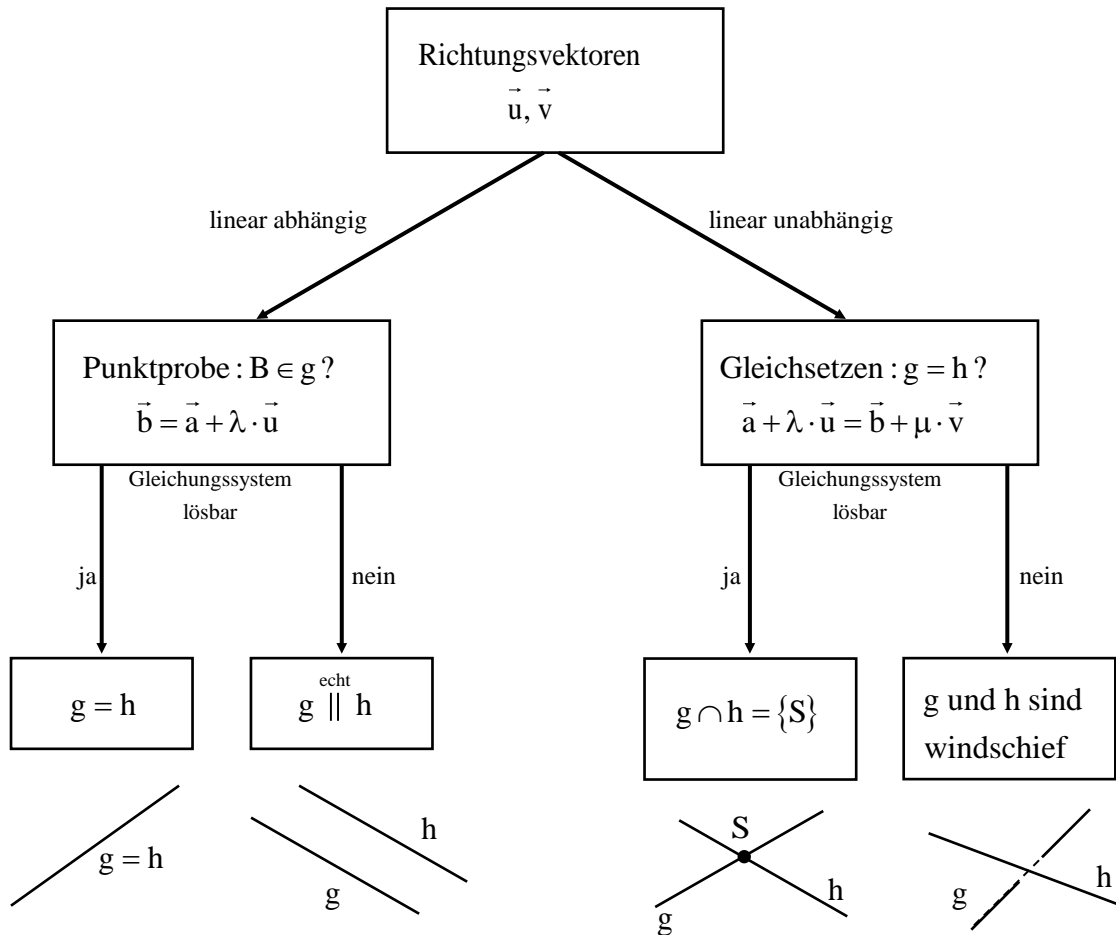 Richtungsvektoren
u⃗, v⃗
linear abhängig
linear unabhängig
Punktprobe : B ∈ g ?
b⃗ = a⃗ + λ · u⃗
Gleichsetzen : g = h ?
a⃗ + λ · u⃗ = b⃗ + μ · v⃗
Gleichungssystem
lösbar
Gleichungssystem
lösbar
ja
nein
ja
nein
g = h
echt
g || h
g ∩ h = {S}
g und h sind
windschief
g = h
h
g
S
g
h
g
h